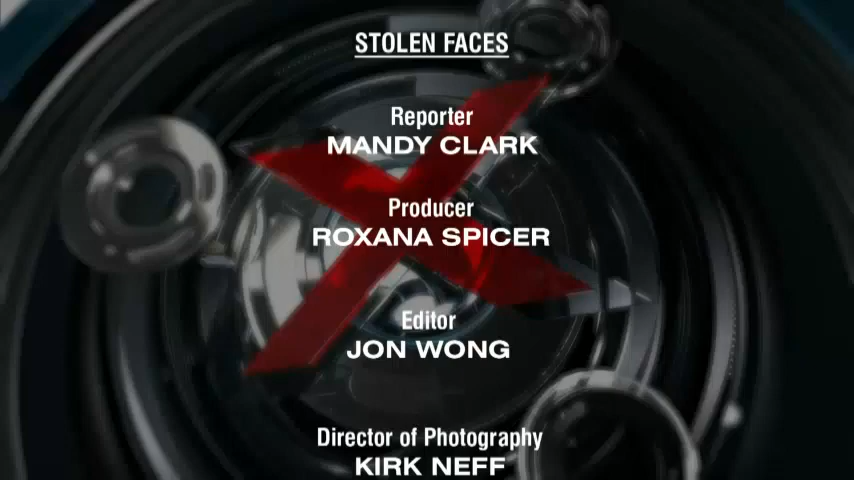 STOLEN FACES
Reporter
MANDY CLARK
Producer
ROXANA SPICER
Editor
JON WONG
Director of Photography
KIRK NEFF